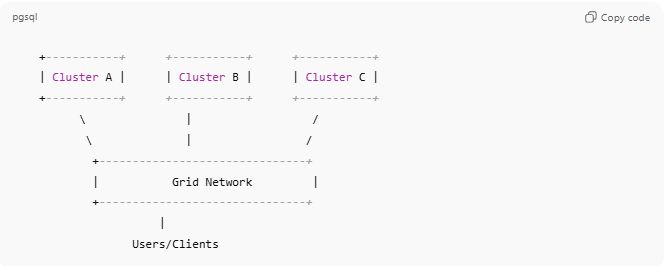 pgsql Copy code
+-----------+ +-----------+ +-----------+
| Cluster A | | Cluster B | | Cluster C |
+-----------+ +-----------+ +-----------+
\ | /
\ | /
+-------------------------------+
| Grid Network |
+-------------------------------+
|
Users/Clients